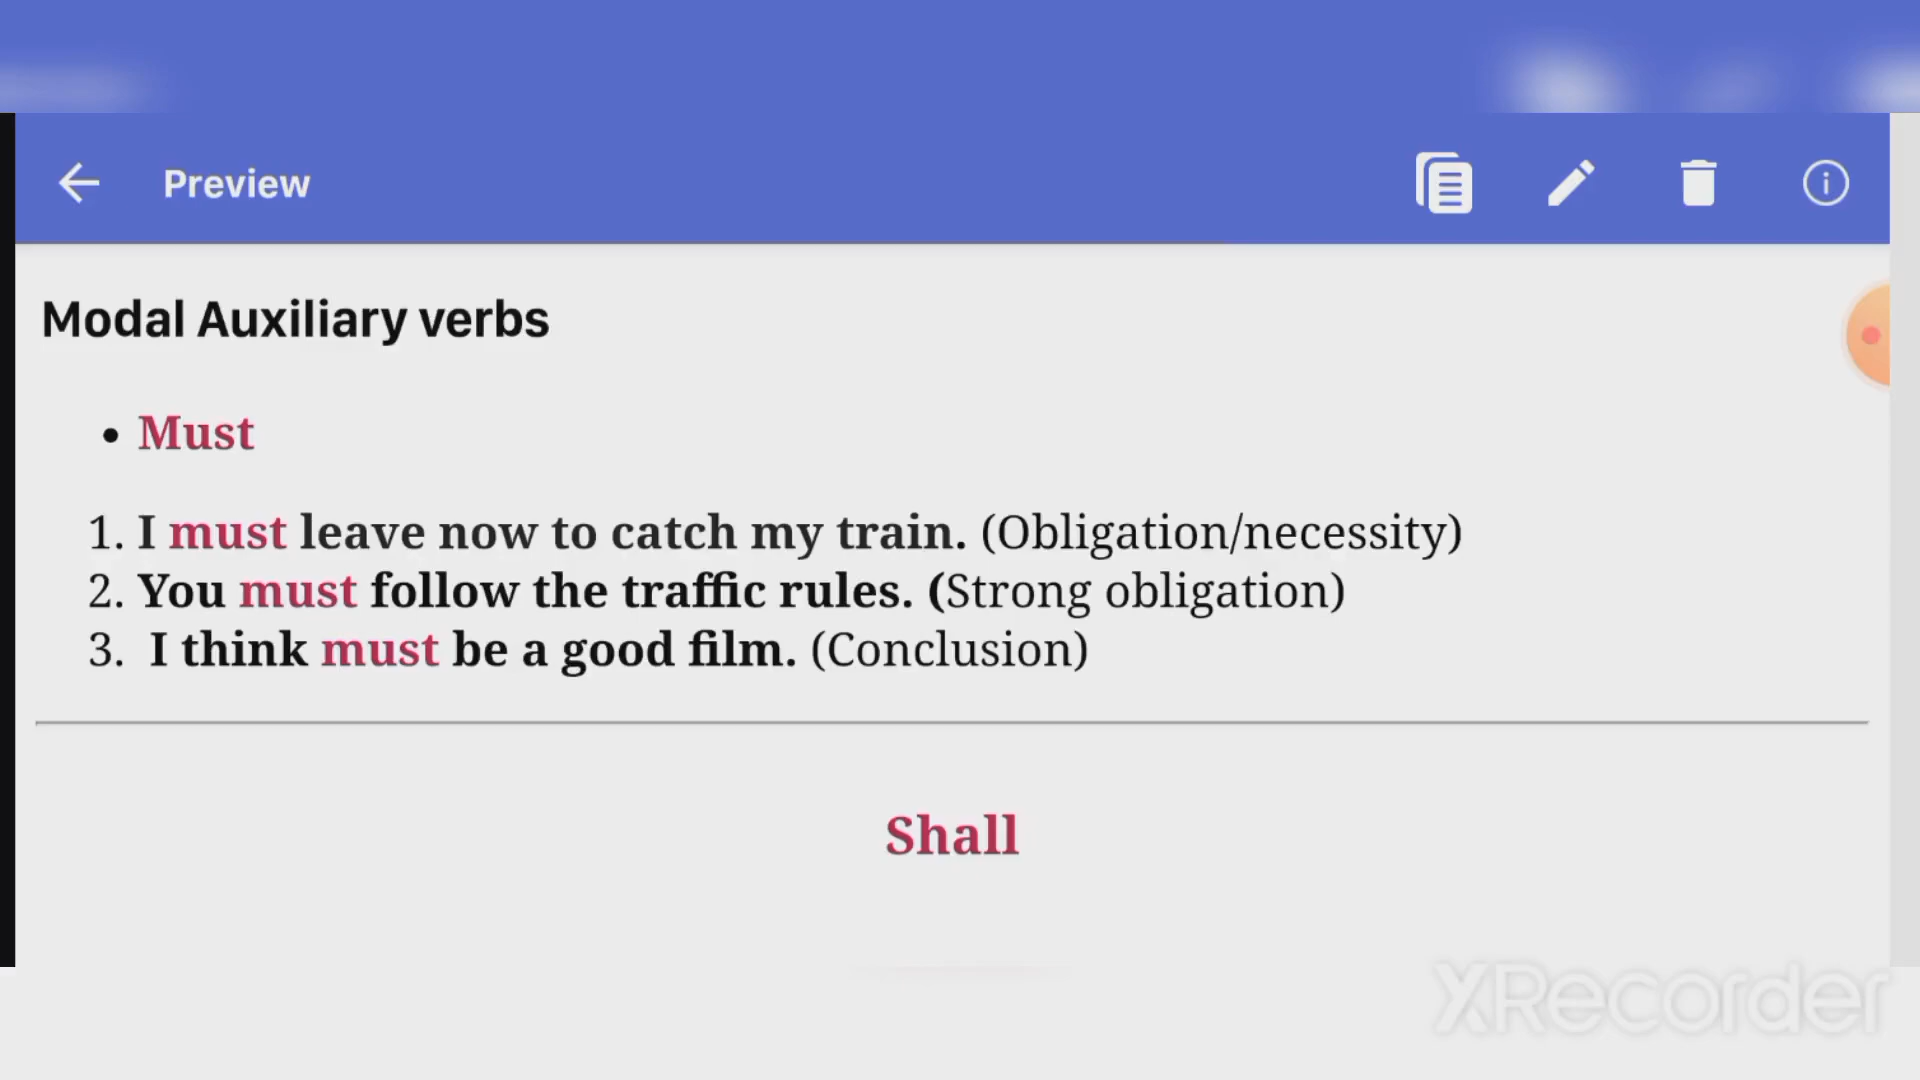 Preview
Modal Auxiliary verbs
• Must
1. I must leave now to catch my train. (Obligation/necessity)
2. You must follow the traffic rules. (Strong obligation)
3. I think must be a good film. (Conclusion)
Shall
XRecorder